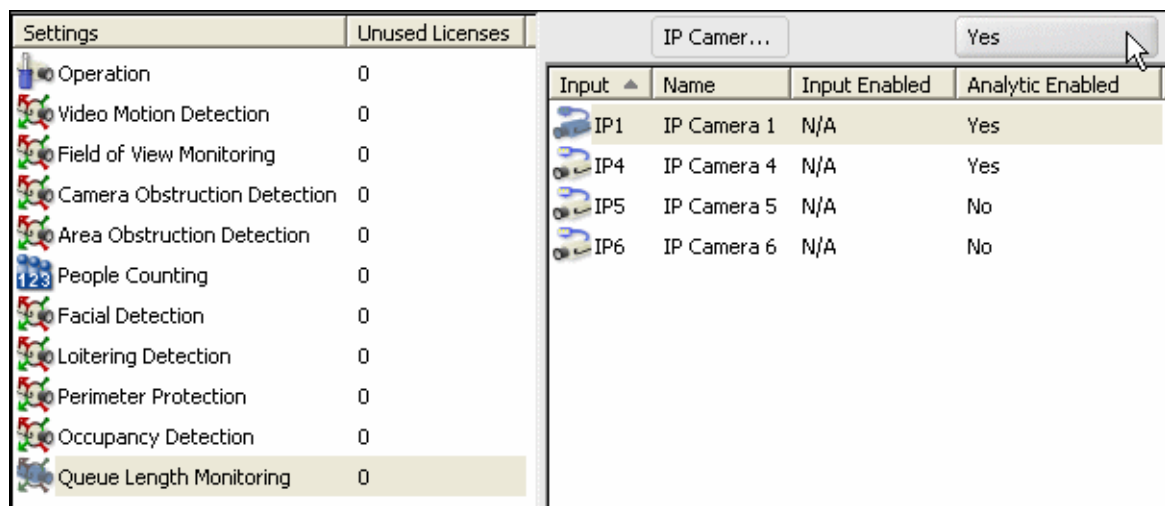 Settings Unused Licenses
Operation 0
Video Motion Detection 0
Field of View Monitoring 0
Camera Obstruction Detection 0
Area Obstruction Detection 0
123 People Counting 0
Facial Detection 0
Loitering Detection 0
Perimeter Protection 0
Occupancy Detection 0
Queue Length Monitoring 0
IP Camer... Yes
Input Name Input Enabled Analytic Enabled
IP1 IP Camera 1 N/A Yes
IP4 IP Camera 4 N/A Yes
IP5 IP Camera 5 N/A No
IP6 IP Camera 6 N/A No